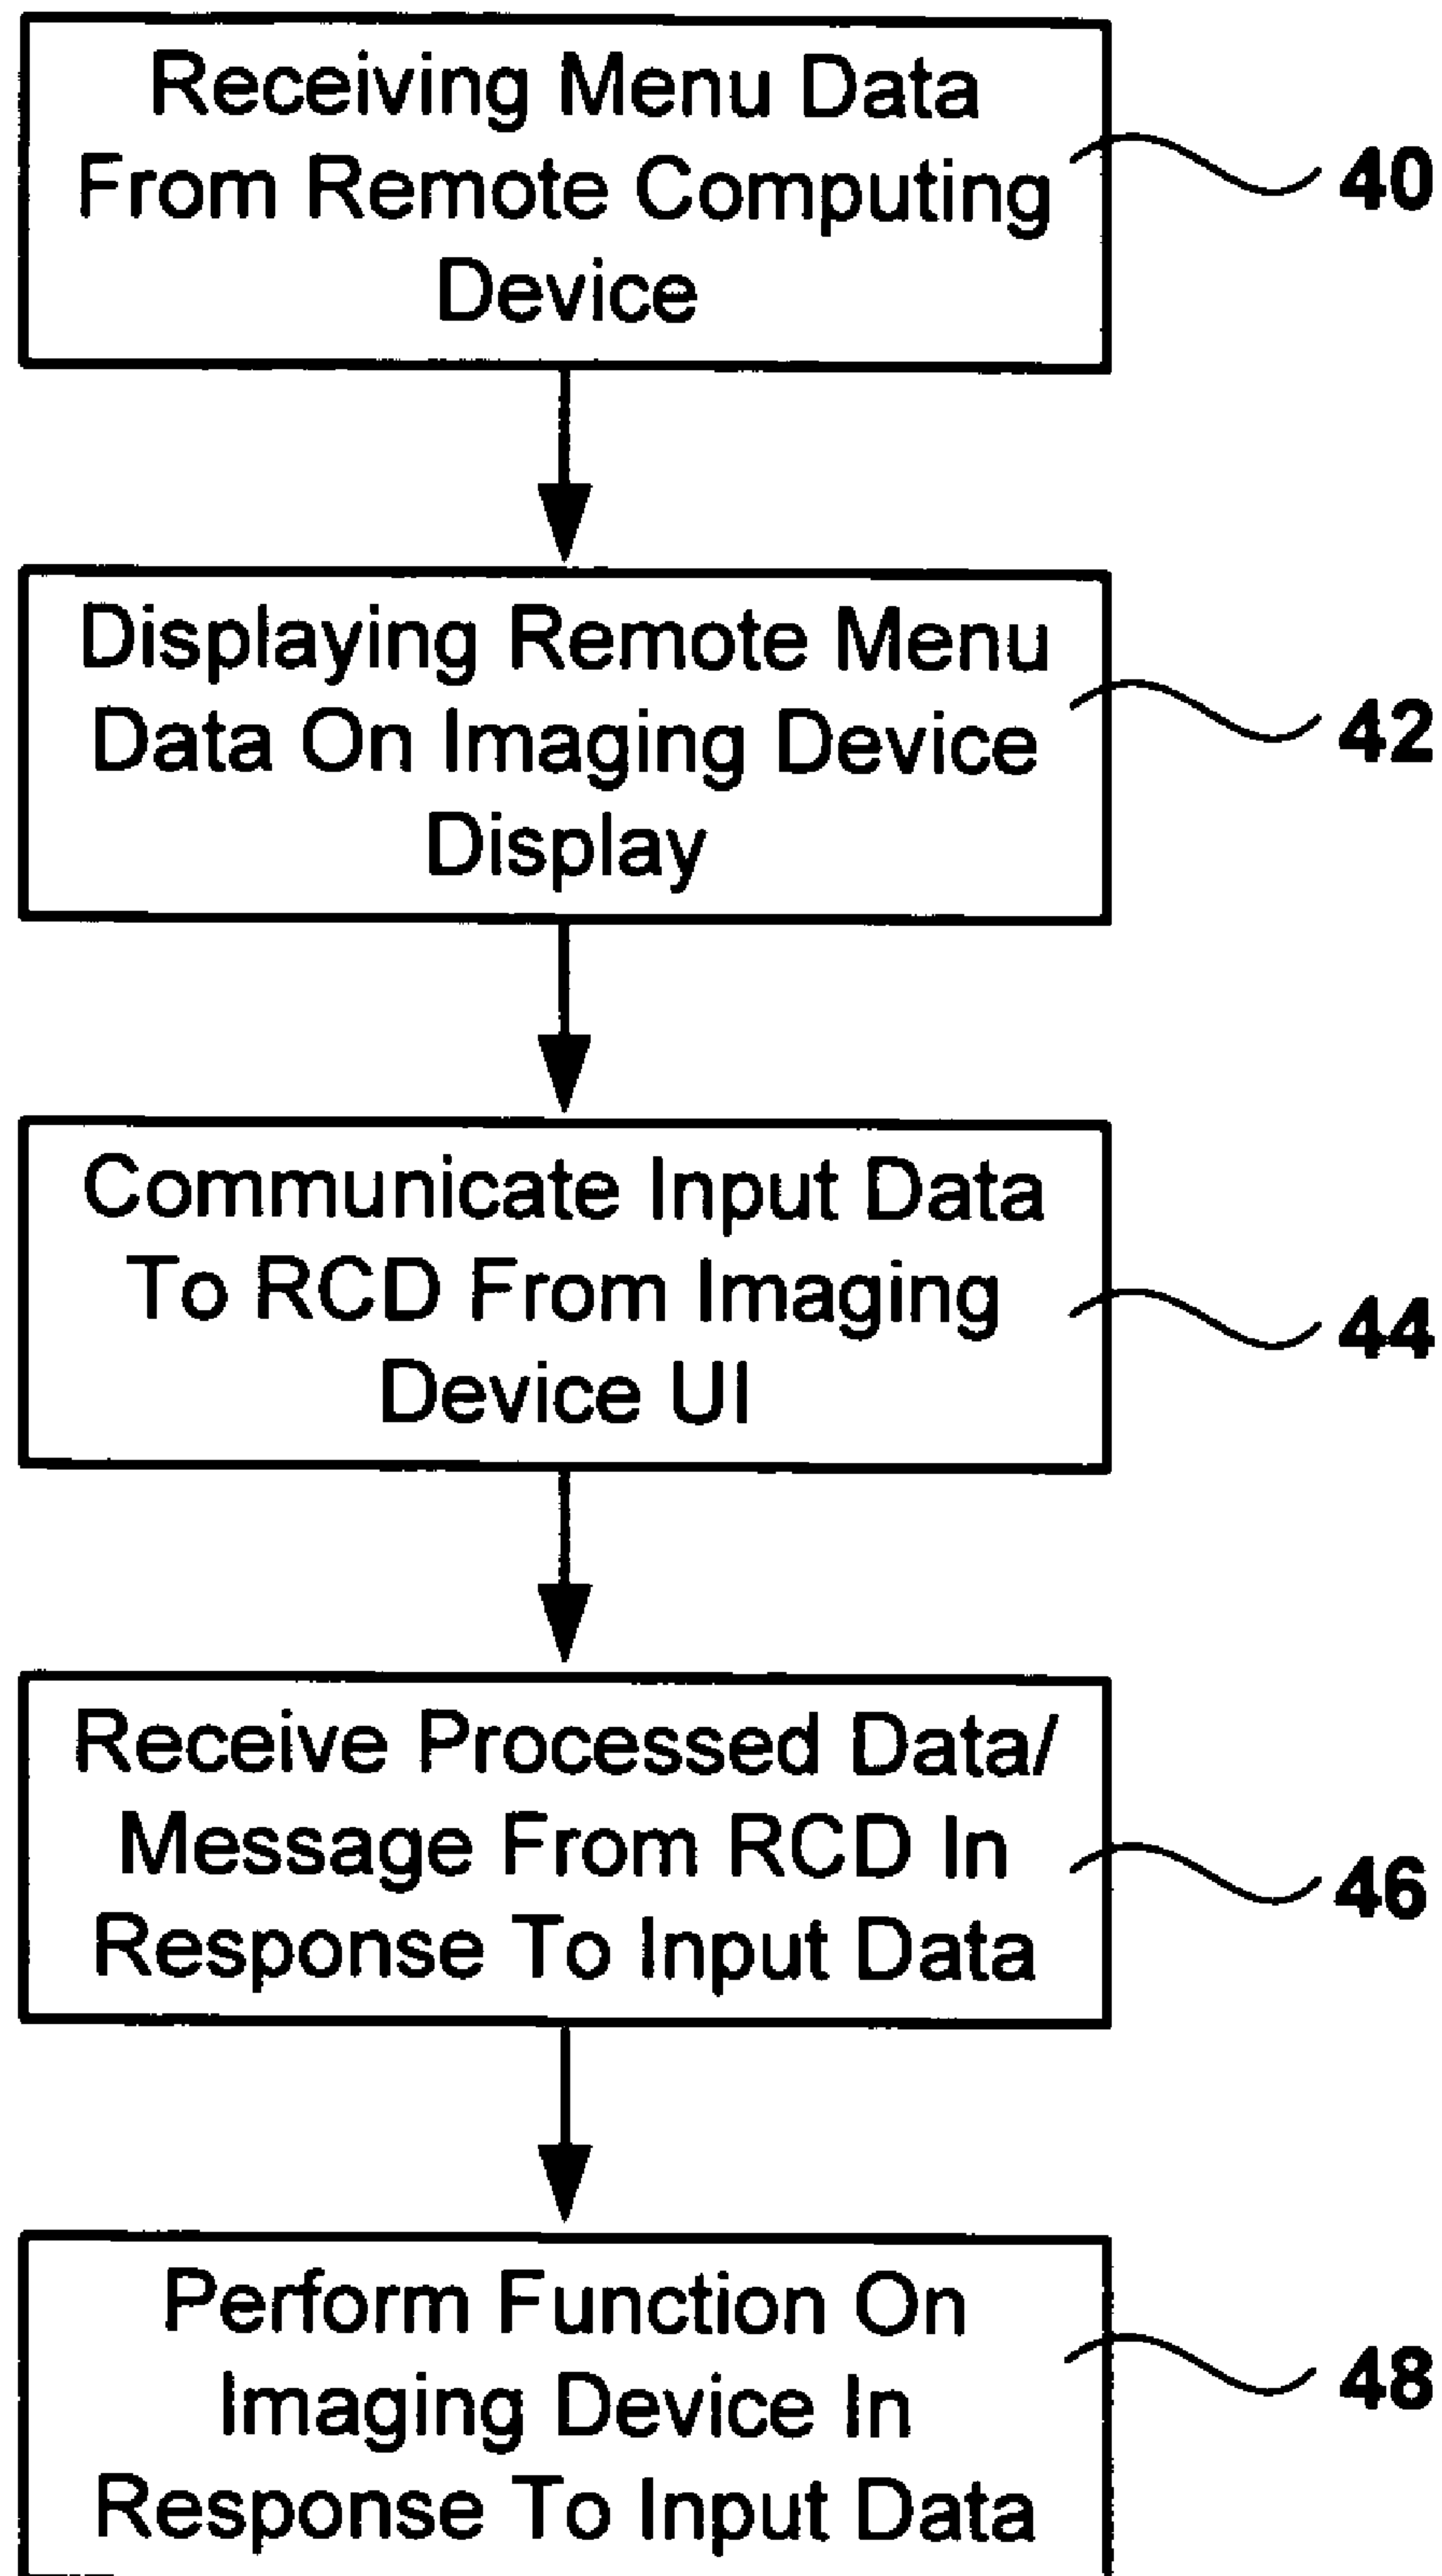 Receiving Menu Data
From Remote Computing
Device
40
Displaying Remote Menu
Data On Imaging Device
Display
42
Communicate Input Data
To RCD From Imaging
Device UI
44
Receive Processed Data/
Message From RCD In
Response To Input Data
46
Perform Function On
Imaging Device In
Response To Input Data
48